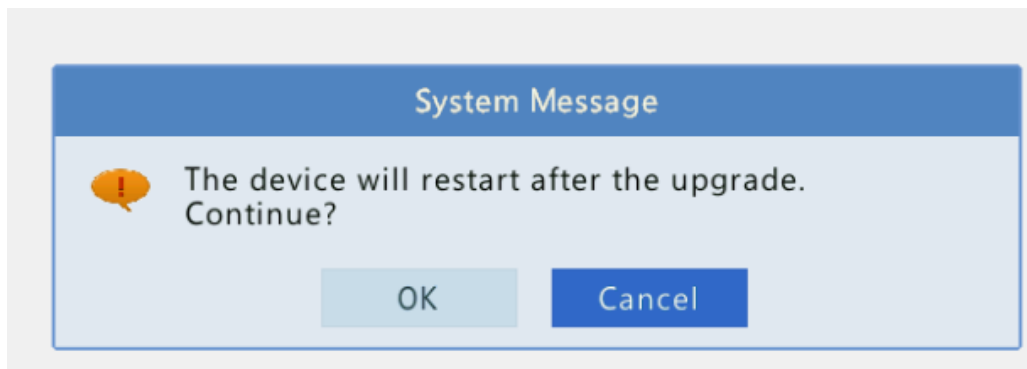 System Message
The device will restart after the upgrade.
Continue?
OK
Cancel